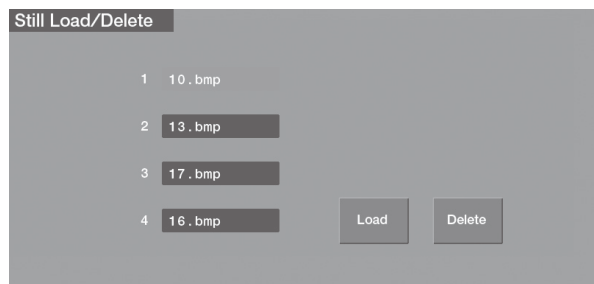 Still Load/Delete
1 10.bmp
2 13.bmp
3 17.bmp
4 16.bmp Load Delete